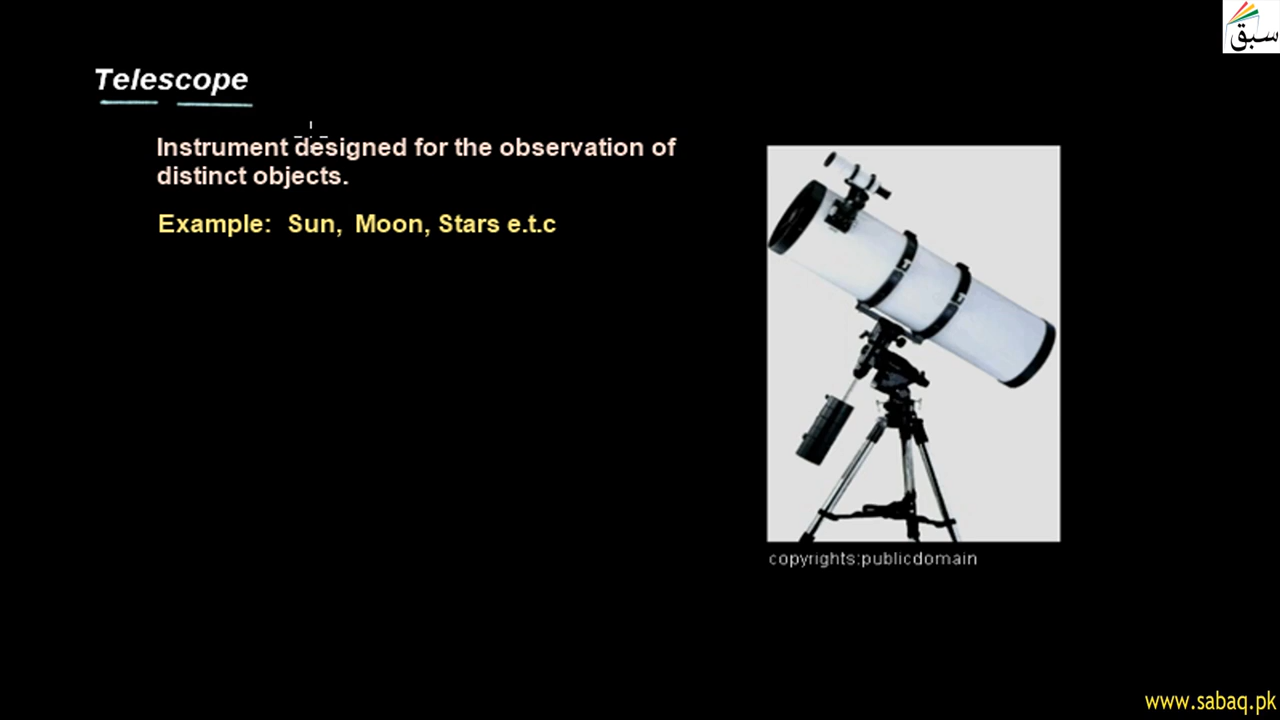 سبق
Telescope
Instrument designed for the observation of
distinct objects.
Example: Sun, Moon, Stars e.t.c
copyrights:publicdomain
www.sabaq.pk